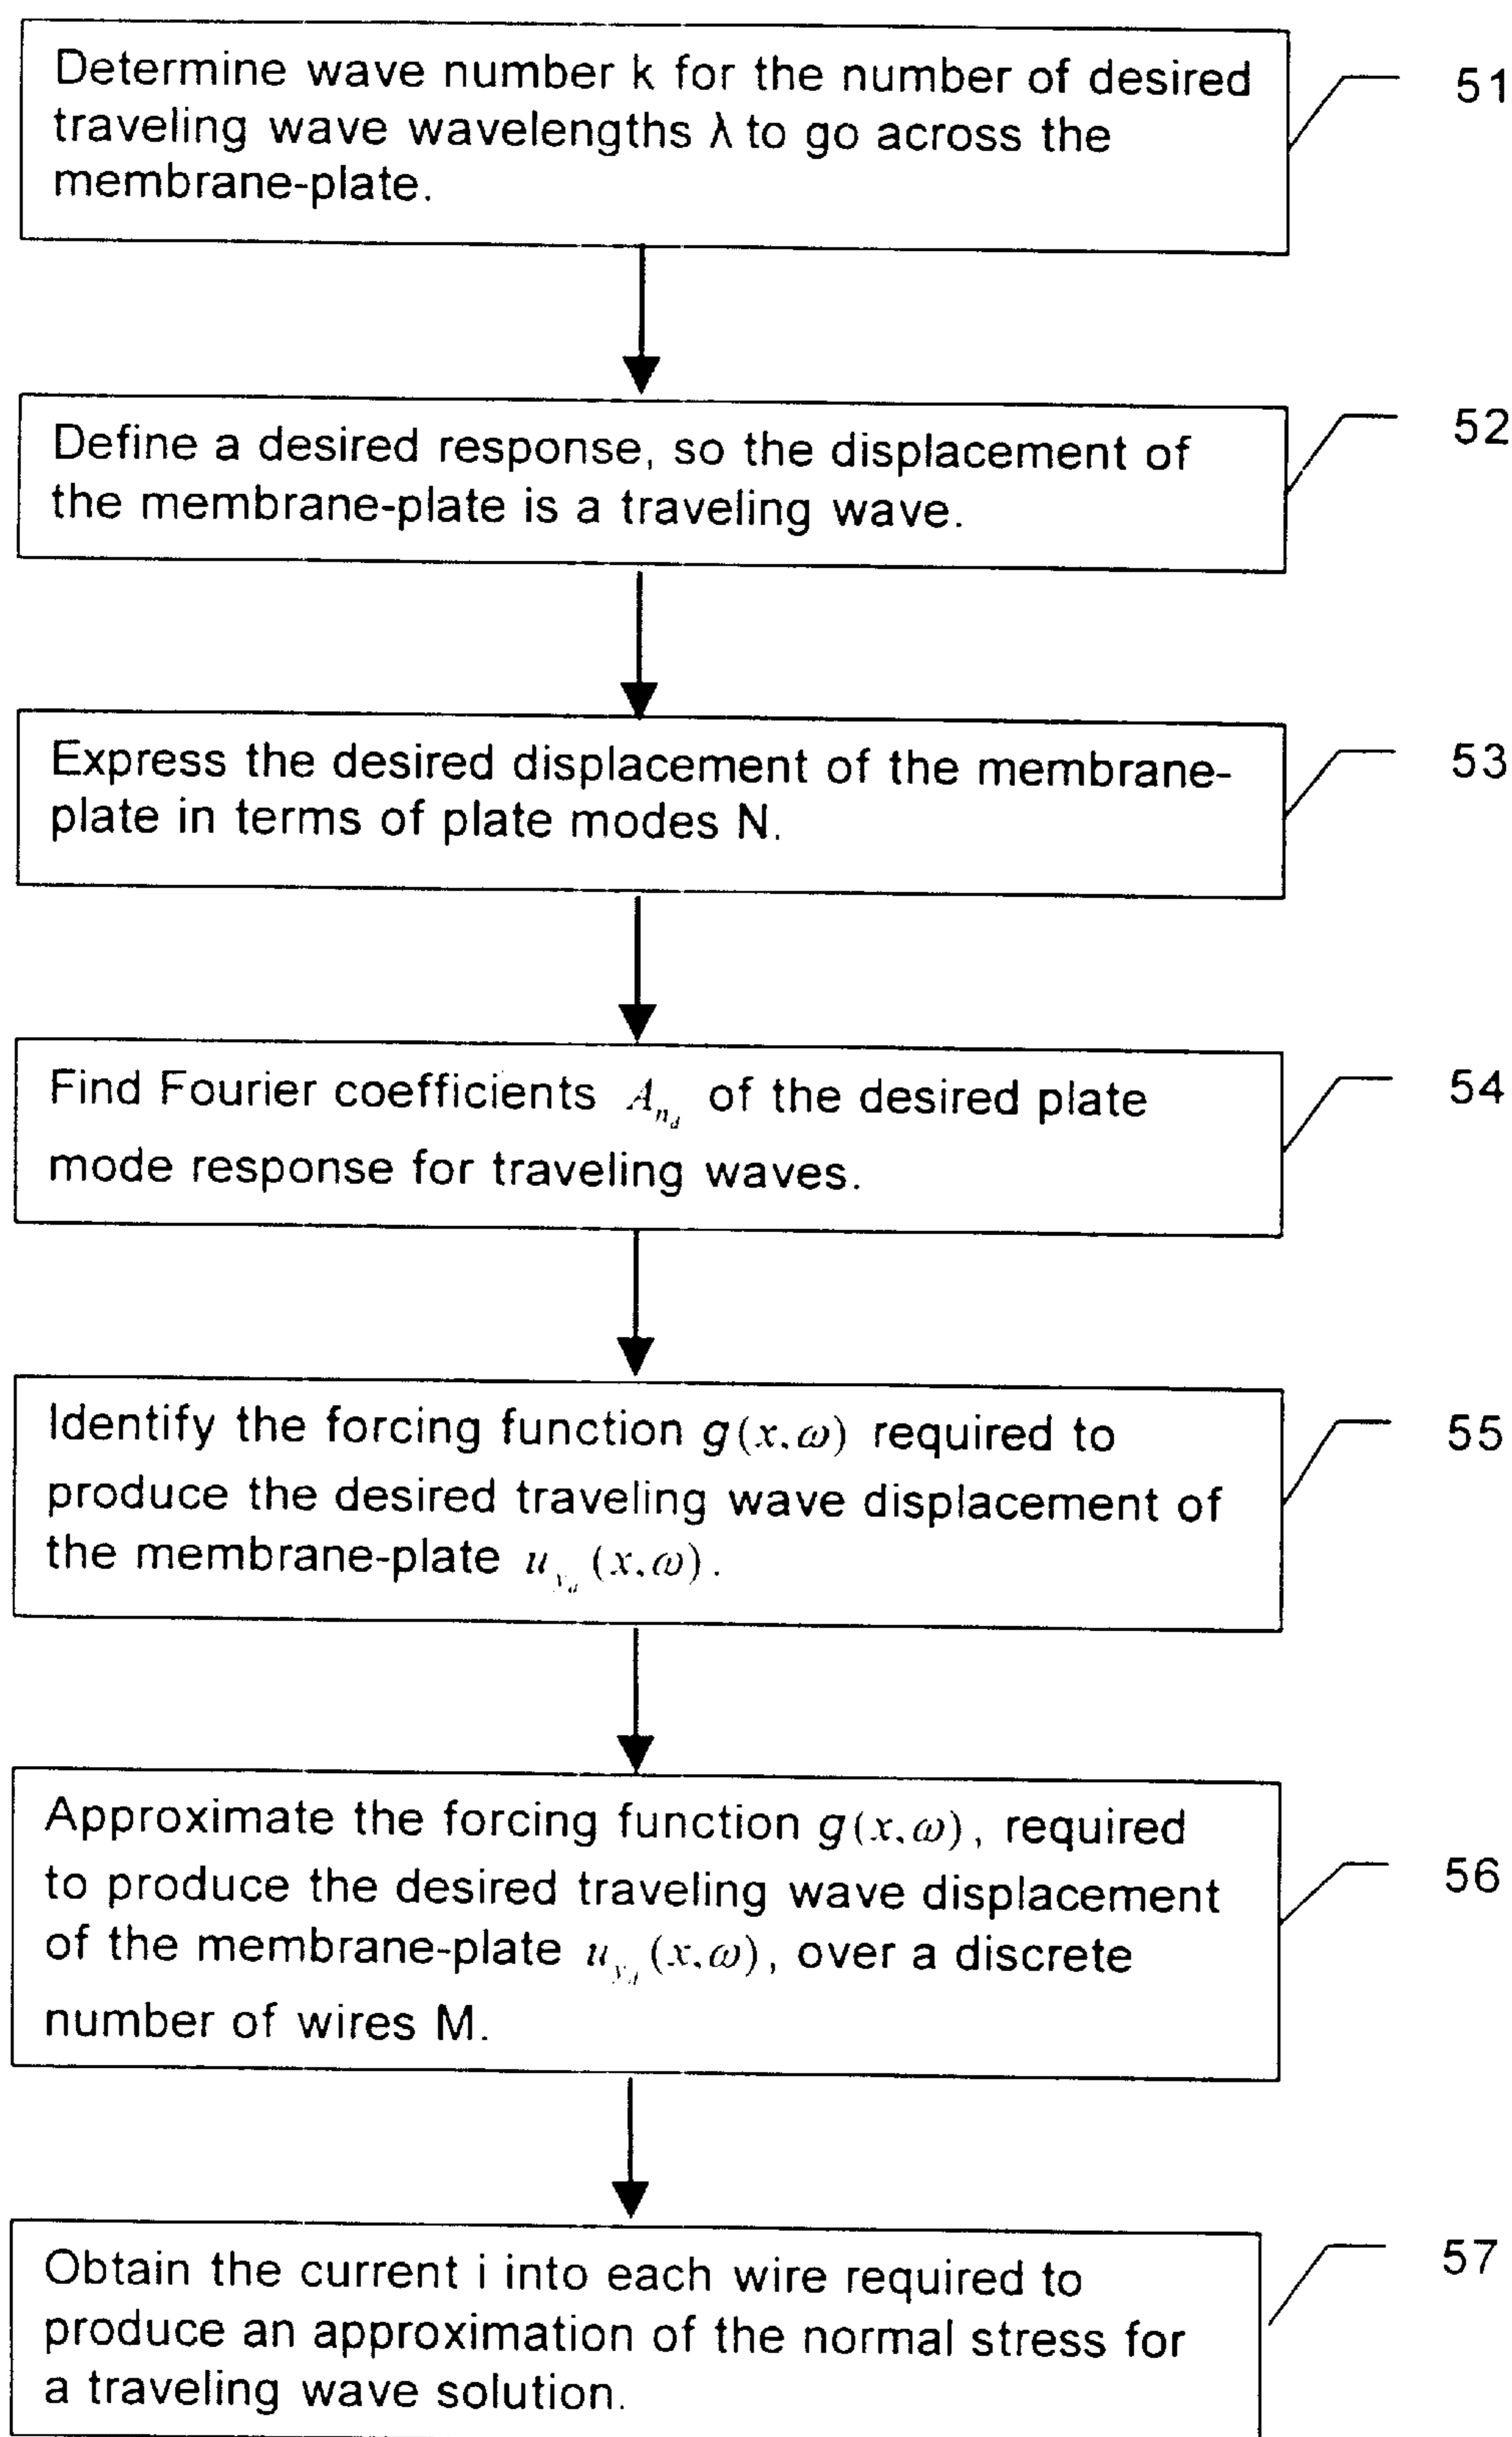 Determine wave number k for the number of desired
traveling wave wavelengths λ to go across the
membrane-plate.
51
Define a desired response, so the displacement of
the membrane-plate is a traveling wave.
52
Express the desired displacement of the membrane-
plate in terms of plate modes N.
53
Find Fourier coefficients A_{n_d} of the desired plate
mode response for traveling waves.
54
Identify the forcing function g(x,ω) required to
produce the desired traveling wave displacement of
the membrane-plate u_{y_d}(x,ω).
55
Approximate the forcing function g(x,ω), required
to produce the desired traveling wave displacement
of the membrane-plate u_{y_d}(x,ω), over a discrete
number of wires M.
56
Obtain the current i into each wire required to
produce an approximation of the normal stress for
a traveling wave solution.
57